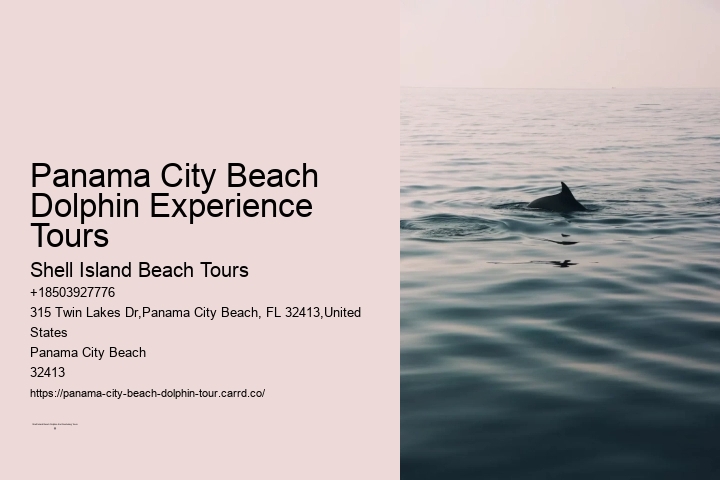 Panama City Beach
Dolphin Experience
Tours
Shell Island Beach Tours
+18503927776
315 Twin Lakes Dr,Panama City Beach, FL 32413,United
States
Panama City Beach
32413
https://panama-city-beach-dolphin-tour.carrd.co/